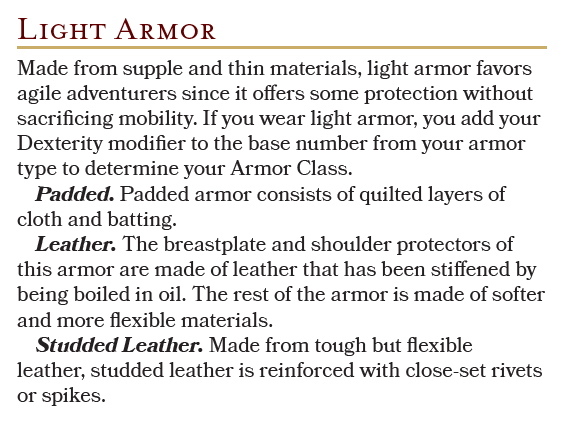 LIGHT ARMOR
Made from supple and thin materials, light armor favors
agile adventurers since it offers some protection without
sacrificing mobility. If you wear light armor, you add your
Dexterity modifier to the base number from your armor
type to determine your Armor Class.
Padded. Padded armor consists of quilted layers of
cloth and batting.
Leather. The breastplate and shoulder protectors of
this armor are made of leather that has been stiffened by
being boiled in oil. The rest of the armor is made of softer
and more flexible materials.
Studded Leather. Made from tough but flexible
leather, studded leather is reinforced with close-set rivets
or spikes.